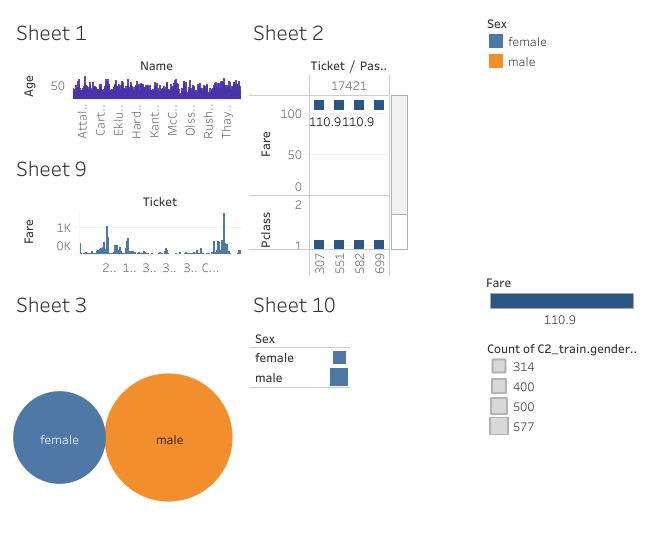 Sheet 1
Name
Age
50
Attal..
Cart..
Eklu..
Hard..
Kant..
McC..
Olss..
Rush..
Thay..
Sheet 2
Ticket / Pas..
17421
Fare
100
50
0
110.9
110.9
Pclass
2
1
307
551
582
699
Sex
female
male
Sheet 9
Ticket
Fare
1K
0K
2..
1..
3..
3..
3..
C...
Sheet 3
female
male
Sheet 10
Sex
female
male
Fare
110.9
Count of C2_train.gender..
314
400
500
577